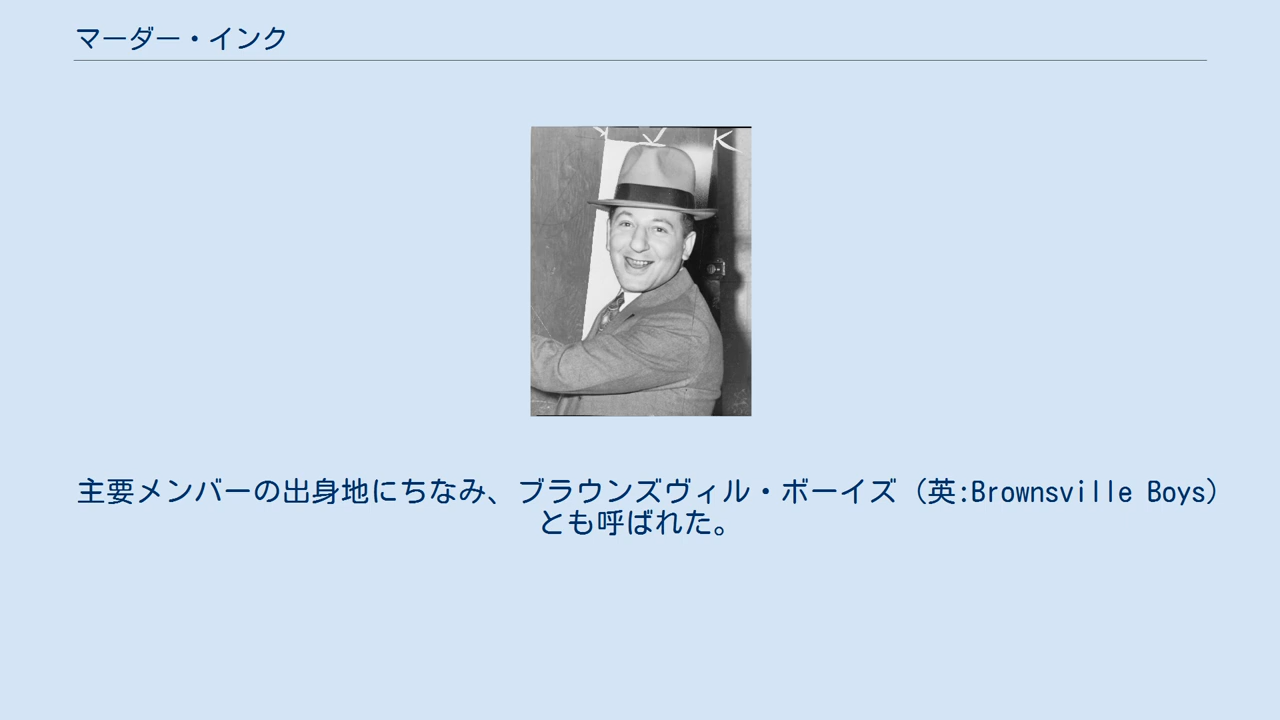 マーダー・インク
主要メンバーの出身地にちなみ、ブラウンズヴィル・ボーイズ（英:Brownsville Boys）
とも呼ばれた。